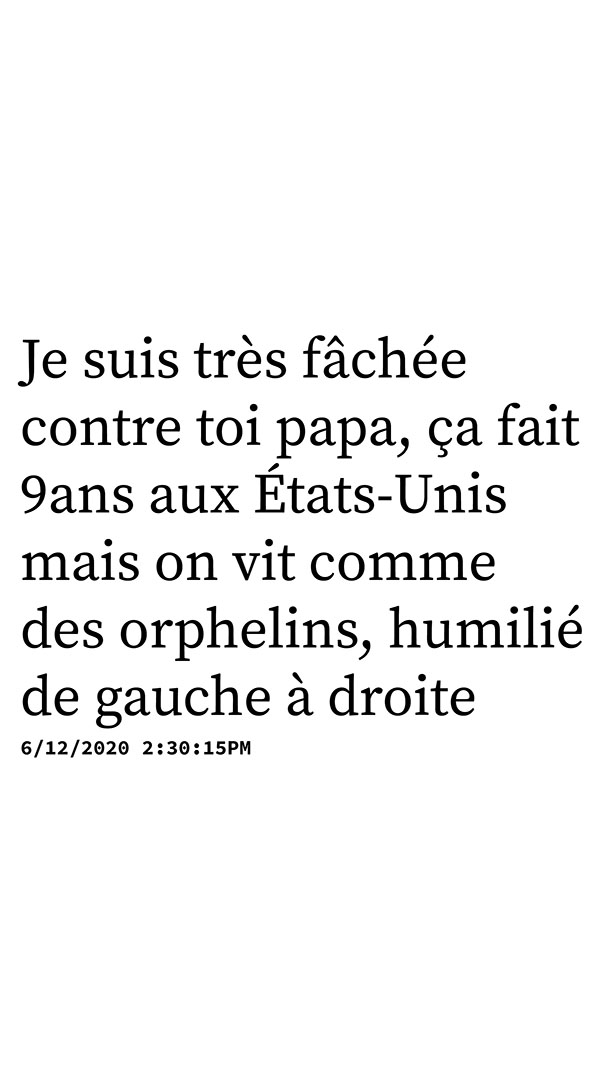 Je suis très fâchée
contre toi papa, ça fait
9ans aux États-Unis
mais on vit comme
des orphelins, humilié
de gauche à droite
6/12/2020 2:30:15PM